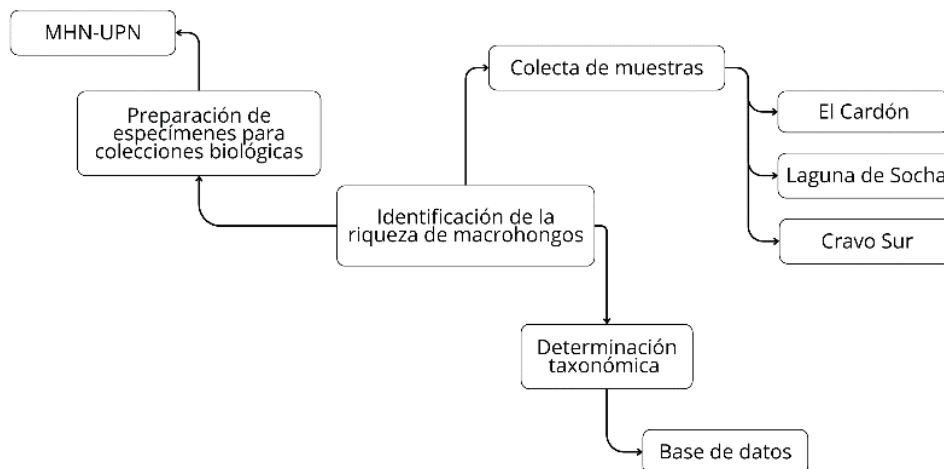 MHN-UPN
Preparación de
especímenes para
colecciones biológicas
Colecta de muestras
El Cardón
Laguna de Socha
Cravo Sur
Identificación de la
riqueza de macrohongos
Determinación
taxonómica
Base de datos